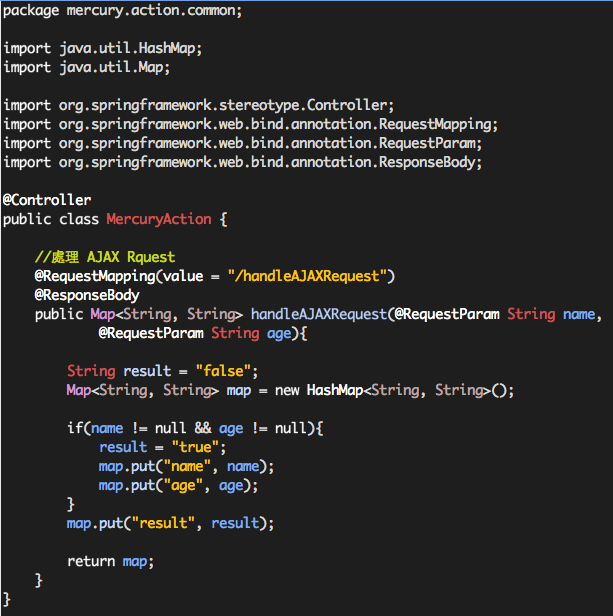 package mercury.action.common;
import java.util.HashMap;
import java.util.Map;
import org.springframework.stereotype.Controller;
import org.springframework.web.bind.annotation.RequestMapping;
import org.springframework.web.bind.annotation.RequestParam;
import org.springframework.web.bind.annotation.ResponseBody;
@Controller
public class MercuryAction {
//處理 AJAX Rquest
@RequestMapping(value = "/handleAJAXRequest")
@ResponseBody
public Map<String, String> handleAJAXRequest(@RequestParam String name,
@RequestParam String age){
String result = "false";
Map<String, String> map = new HashMap<String, String>();
if(name != null && age != null){
result = "true";
map.put("name", name);
map.put("age", age);
}
map.put("result", result);
return map;
}
}